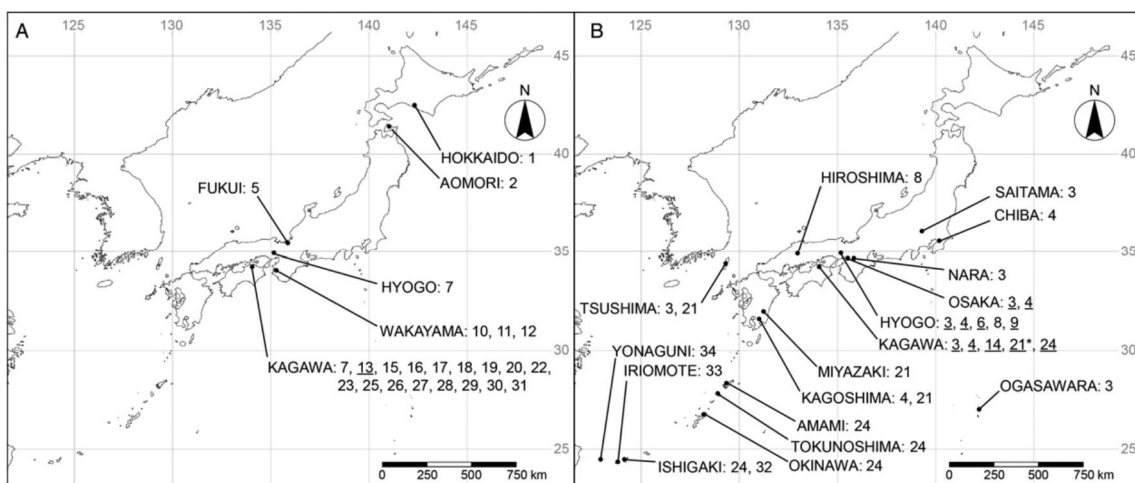 A
125
130
135
140
145
45
40
35
30
25
N
HOKKAIDO: 1
AOMORI: 2
FUKUI: 5
HYOGO: 7
WAKAYAMA: 10, 11, 12
KAGAWA: 7, 13, 15, 16, 17, 18, 19, 20, 22,
23, 25, 26, 27, 28, 29, 30, 31
0 250 500 750 km
B
125
130
135
140
145
45
40
35
30
25
N
HIROSHIMA: 8
SAITAMA: 3
CHIBA: 4
NARA: 3
OSAKA: 3, 4
TSUSHIMA: 3, 21
HYOGO: 3, 4, 6, 8, 9
KAGAWA: 3, 4, 14, 21*, 24
YONAGUNI: 34
IRIOMOTE: 33
MIYAZAKI: 21
KAGOSHIMA: 4, 21
OGASAWARA: 3
AMAMI: 24
TOKUNOSHIMA: 24
ISHIGAKI: 24, 32
OKINAWA: 24
0 250 500 750 km